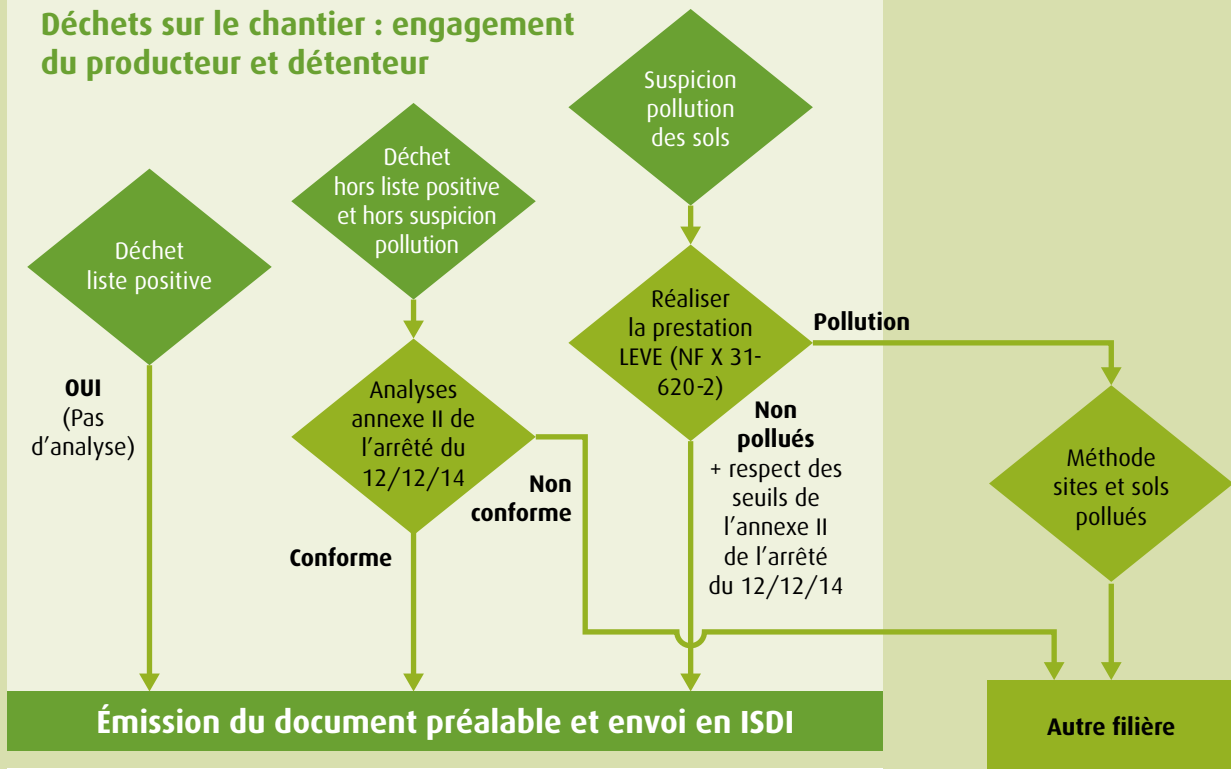 Déchets sur le chantier : engagement
du producteur et détenteur
Suspicion
pollution
des sols
Déchet
hors liste positive
et hors suspicion
pollution
Déchet
liste positive
Réaliser
la prestation
LEVE (NF X 31-
620-2)
Pollution
OUI
(Pas
d'analyse)
Analyses
annexe II de
l'arrêté du
12/12/14
Non
conforme
Conforme
Non
pollués
+ respect des
seuils de
l'annexe II
de l'arrêté
du 12/12/14
Méthode
sites et sols
pollués
Émission du document préalable et envoi en ISDI
Autre filière